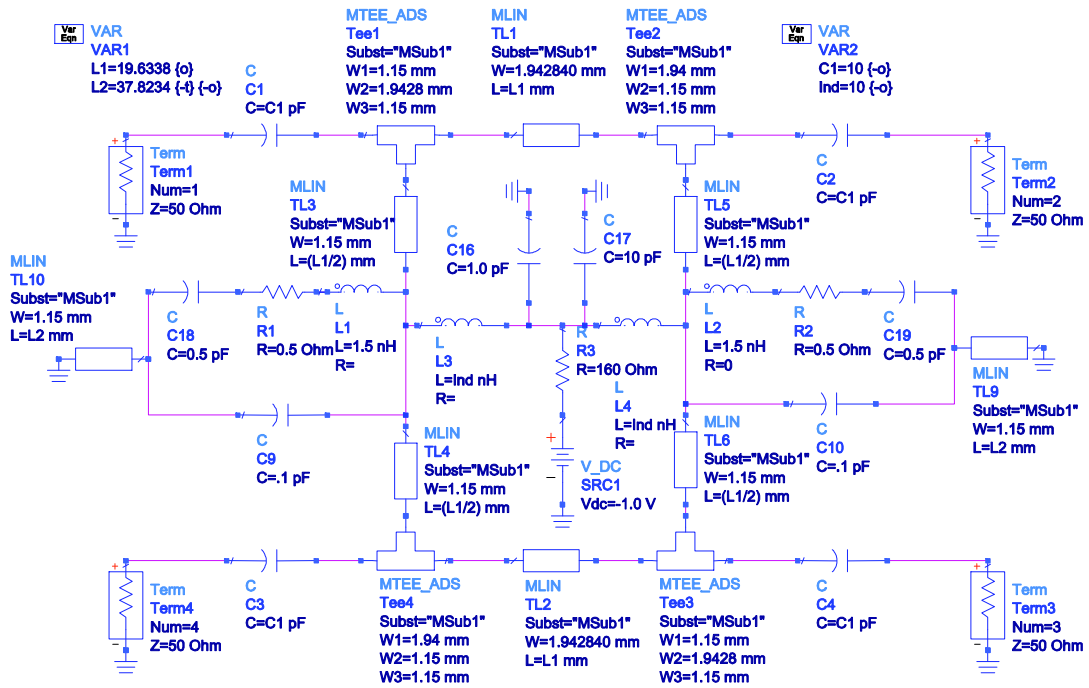 Var
Eqn
VAR
VAR1
L1=19.6338 {o}
L2=37.8234 {-t} {-o}
C
C1
C=C1 pF
MTEE_ADS
Tee1
Subst="MSub1"
W1=1.15 mm
W2=1.9428 mm
W3=1.15 mm
MLIN
TL1
Subst="MSub1"
W=1.942840 mm
L=L1 mm
MTEE_ADS
Tee2
Subst="MSub1"
W1=1.94 mm
W2=1.15 mm
W3=1.15 mm
Var
Eqn
VAR
VAR2
C1=10 {-o}
Ind=10 {-o}
+
Term
Term1
Num=1
Z=50 Ohm
-
MLIN
TL3
Subst="MSub1"
W=1.15 mm
L=(L1/2) mm
C
C16
C=1.0 pF
C
C17
C=10 pF
MLIN
TL5
Subst="MSub1"
W=1.15 mm
L=(L1/2) mm
C
C2
C=C1 pF
+
Term
Term2
Num=2
Z=50 Ohm
-
MLIN
TL10
Subst="MSub1"
W=1.15 mm
L=L2 mm
C
C18
C=0.5 pF
R
R1
R=0.5 Ohm
L
L1
L=1.5 nH
R=
L
L3
L=Ind nH
R=
R
R3
R=160 Ohm
L
L4
L=Ind nH
R=
L
L2
L=1.5 nH
R=0
R
R2
R=0.5 Ohm
C
C19
C=0.5 pF
MLIN
TL9
Subst="MSub1"
W=1.15 mm
L=L2 mm
C
C9
C=.1 pF
MLIN
TL4
Subst="MSub1"
W=1.15 mm
L=(L1/2) mm
+
-
V_DC
SRC1
Vdc=-1.0 V
MLIN
TL6
Subst="MSub1"
W=1.15 mm
L=(L1/2) mm
C
C10
C=.1 pF
+
Term
Term4
Num=4
Z=50 Ohm
-
C
C3
C=C1 pF
MTEE_ADS
Tee4
Subst="MSub1"
W1=1.94 mm
W2=1.15 mm
W3=1.15 mm
MLIN
TL2
Subst="MSub1"
W=1.942840 mm
L=L1 mm
MTEE_ADS
Tee3
Subst="MSub1"
W1=1.15 mm
W2=1.9428 mm
W3=1.15 mm
C
C4
C=C1 pF
+
Term
Term3
Num=3
Z=50 Ohm
-